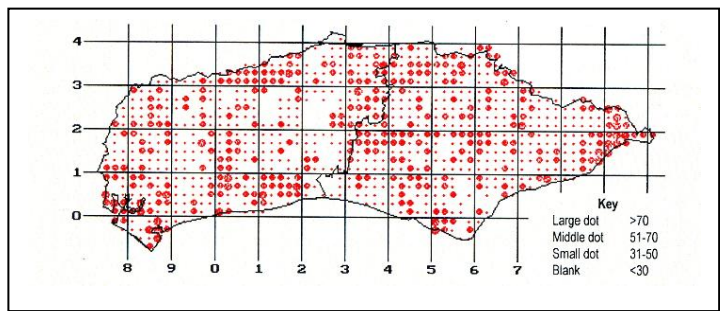 4
3
2
1
0
8 9 0 1 2 3 4 5 6 7
Key
Large dot >70
Middle dot 51-70
Small dot 31-50
Blank <30